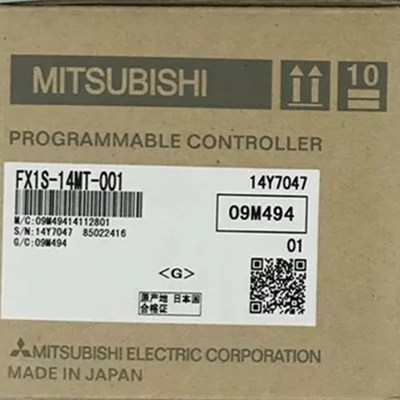 MITSUBISHI
10
PROGRAMMABLE CONTROLLER
FX1S-14MT-001
14Y7047
M/C:09M49414112801
S/N:14Y7047 85022416
G/C:09M494
09M494
01
<G>
原产地 日本国
合格证
MITSUBISHI ELECTRIC CORPORATION
MADE IN JAPAN